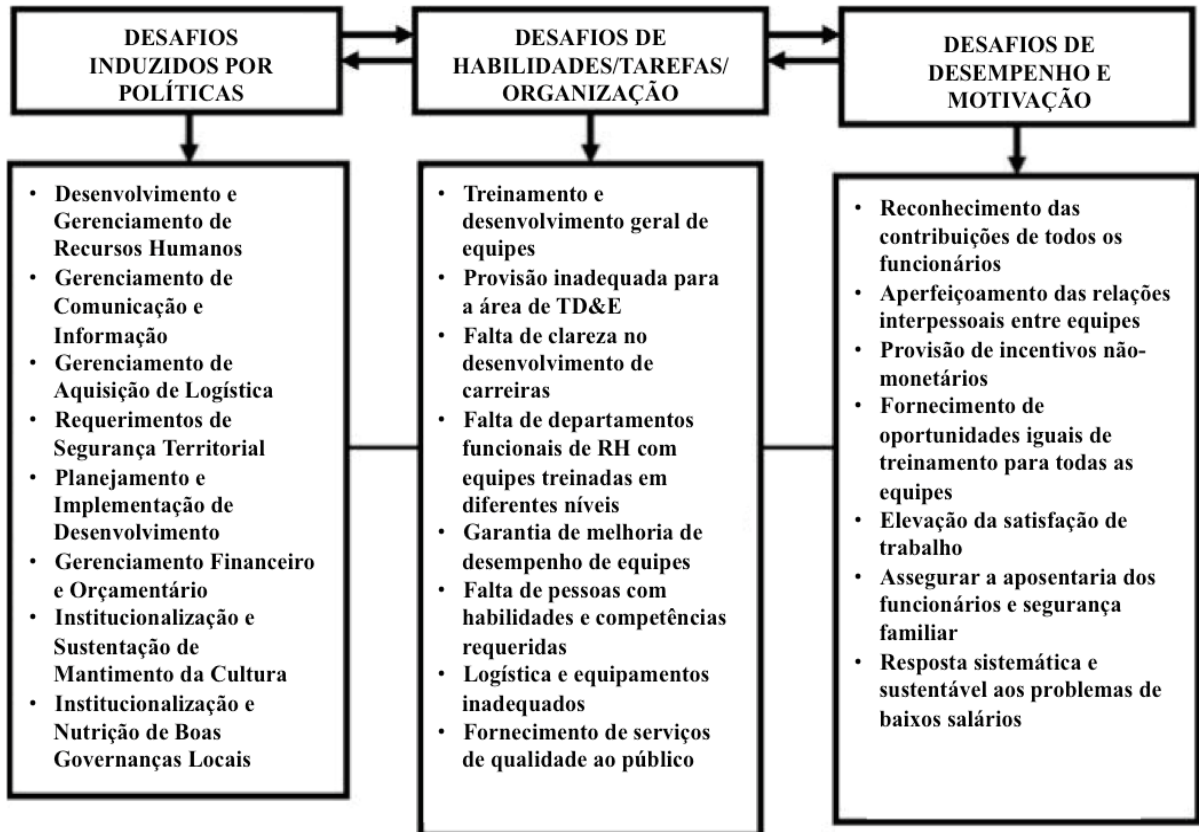 DESAFIOS
INDUZIDOS POR
POLÍTICAS
DESAFIOS DE
HABILIDADES/TAREFAS/
ORGANIZAÇÃO
DESAFIOS DE
DESEMPENHO E
MOTIVAÇÃO
• Desenvolvimento e
Gerenciamento de
Recursos Humanos
• Gerenciamento de
Comunicação e
Informação
• Gerenciamento de
Aquisição de Logística
• Requerimentos de
Segurança Territorial
• Planejamento e
Implementação de
Desenvolvimento
• Gerenciamento Financeiro
e Orçamentário
• Institucionalização e
Sustentação de
Mantimento da Cultura
• Institucionalização e
Nutrição de Boas
Governanças Locais
• Treinamento e
desenvolvimento geral de
equipes
• Provisão inadequada para
a área de TD&E
• Falta de clareza no
desenvolvimento de
carreiras
• Falta de departamentos
funcionais de RH com
equipes treinadas em
diferentes níveis
• Garantia de melhoria de
desempenho de equipes
• Falta de pessoas com
habilidades e competências
requeridas
• Logística e equipamentos
inadequados
• Fornecimento de serviços
de qualidade ao público
• Reconhecimento das
contribuições de todos os
funcionários
• Aperfeiçoamento das relações
interpessoais entre equipes
• Provisão de incentivos não-
monetários
• Fornecimento de
oportunidades iguais de
treinamento para todas as
equipes
• Elevação da satisfação de
trabalho
• Assegurar a aposentaria dos
funcionários e segurança
familiar
• Resposta sistemática e
sustentável aos problemas de
baixos salários